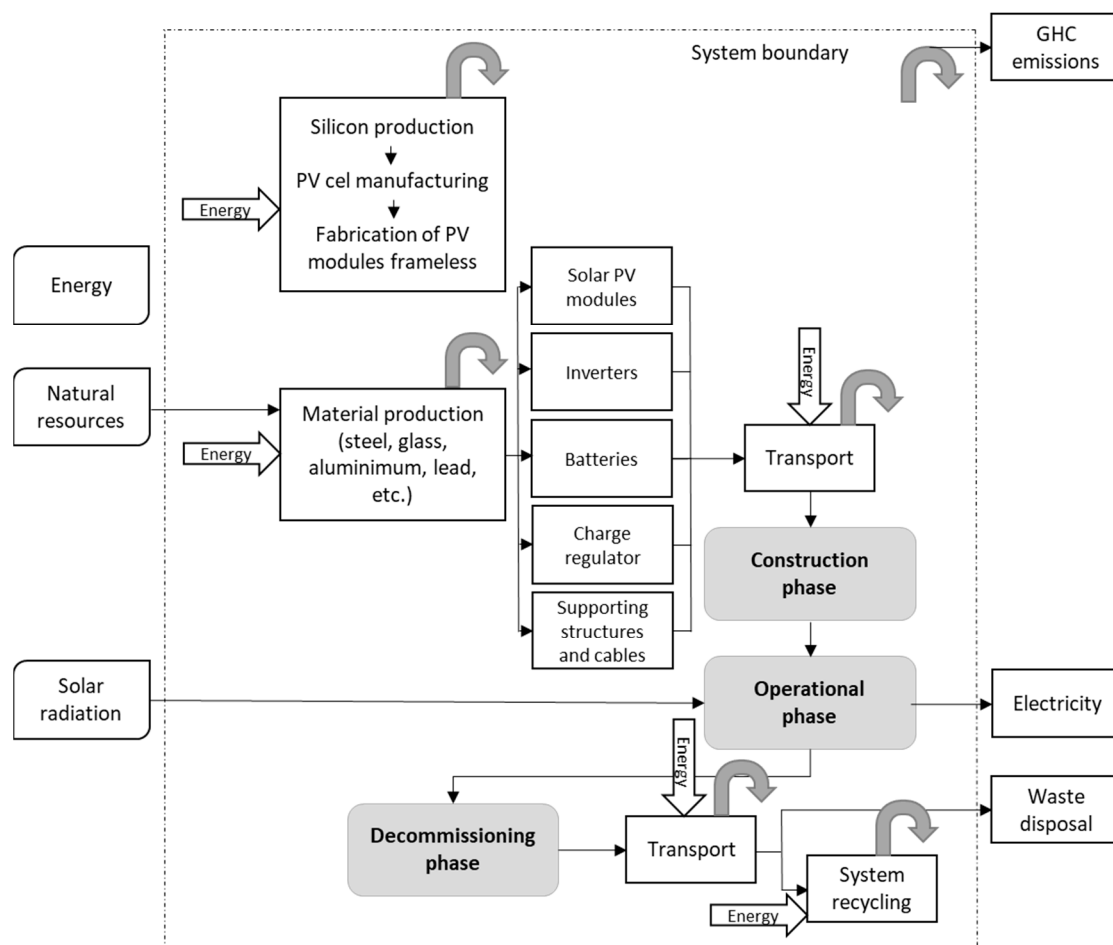 System boundary
GHC
emissions
Silicon production
PV cel manufacturing
Fabrication of PV
modules frameless
Energy
Energy
Solar PV
modules
Inverters
Batteries
Charge
regulator
Supporting
structures
and cables
Natural
resources
Energy
Material production
(steel, glass,
aluminimum, lead,
etc.)
Energy
Transport
Construction
phase
Solar
radiation
Operational
phase
Electricity
Energy
Decommissioning
phase
Transport
Waste
disposal
System
recycling
Energy